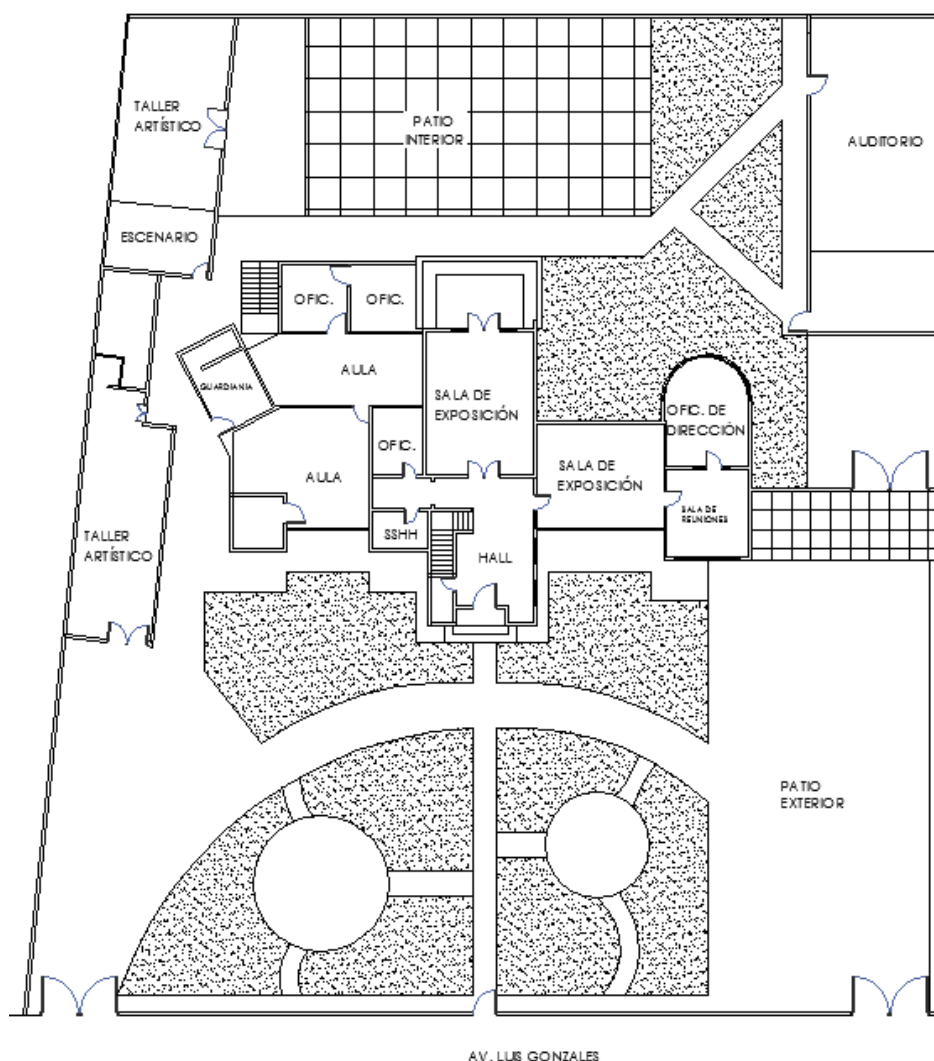 TALLER
ARTÍSTICO
PATIO
INTERIOR
AUDITORIO
ESCENARIO
OFIC.
OFIC.
AULA
GUARDIANIA
SALA DE
EXPOSICIÓN
OFIC. DE
DIRECCIÓN
OFIC.
SALA DE
EXPOSICIÓN
AULA
SALA DE
REUNIONES
TALLER
ARTÍSTICO
SSHH
HALL
PATIO
EXTERIOR
AV. LUIS GONZALES